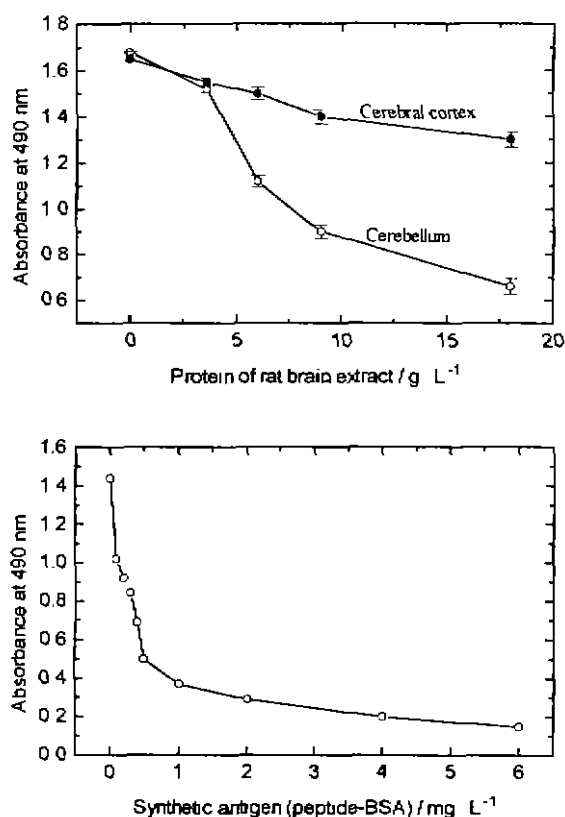 Absorbance at 490 nm
1 8
1 6
1 4
1 2
1 0
0 8
0 6
Cerebral cortex
Cerebellum
0 5 10 15 20
Protein of rat brain extract / g L⁻¹
Absorbance at 490 nm
1 6
1 4
1 2
1 0
0 8
0 6
0 4
0 2
0 0
0 1 2 3 4 5 6
Synthetic antigen (peptide-BSA) / mg L⁻¹